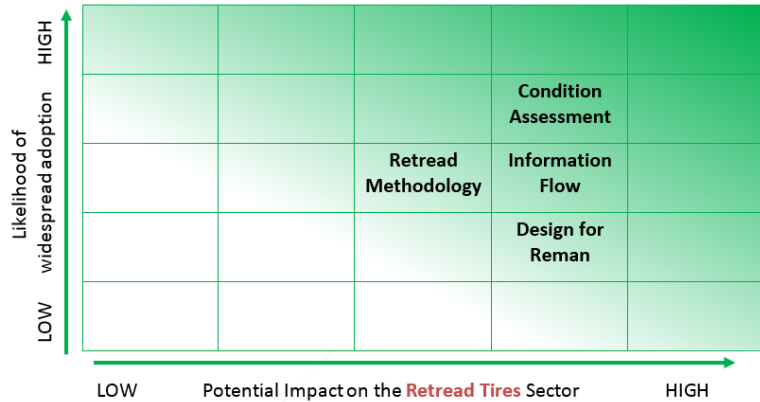 HIGH
Likelihood of
widespread adoption
LOW
Condition
Assessment
Retread
Methodology
Information
Flow
Design for
Reman
LOW
Potential Impact on the Retread Tires Sector
HIGH